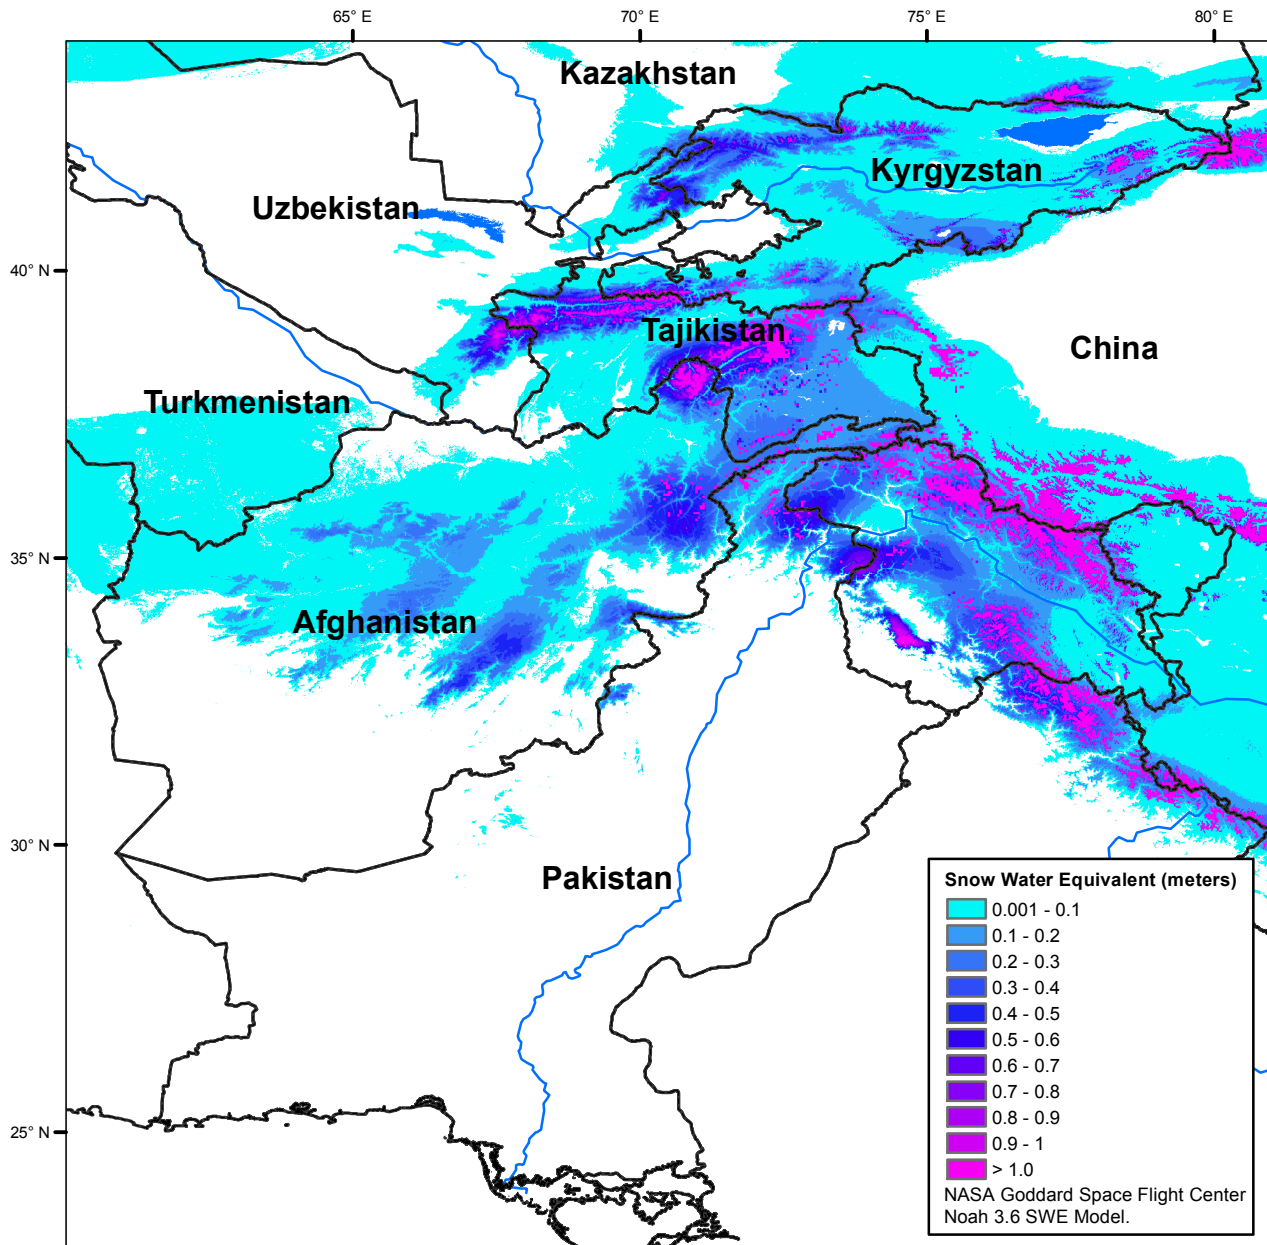 65° E
70° E
75° E
80° E
Kazakhstan
Kyrgyzstan
Uzbekistan
40° N
Tajikistan
China
Turkmenistan
35° N
Afghanistan
30° N
Pakistan
Snow Water Equivalent (meters)
0.001 - 0.1
0.1 - 0.2
0.2 - 0.3
0.3 - 0.4
0.4 - 0.5
0.5 - 0.6
0.6 - 0.7
0.7 - 0.8
0.8 - 0.9
0.9 - 1
> 1.0
25° N
NASA Goddard Space Flight Center
Noah 3.6 SWE Model.